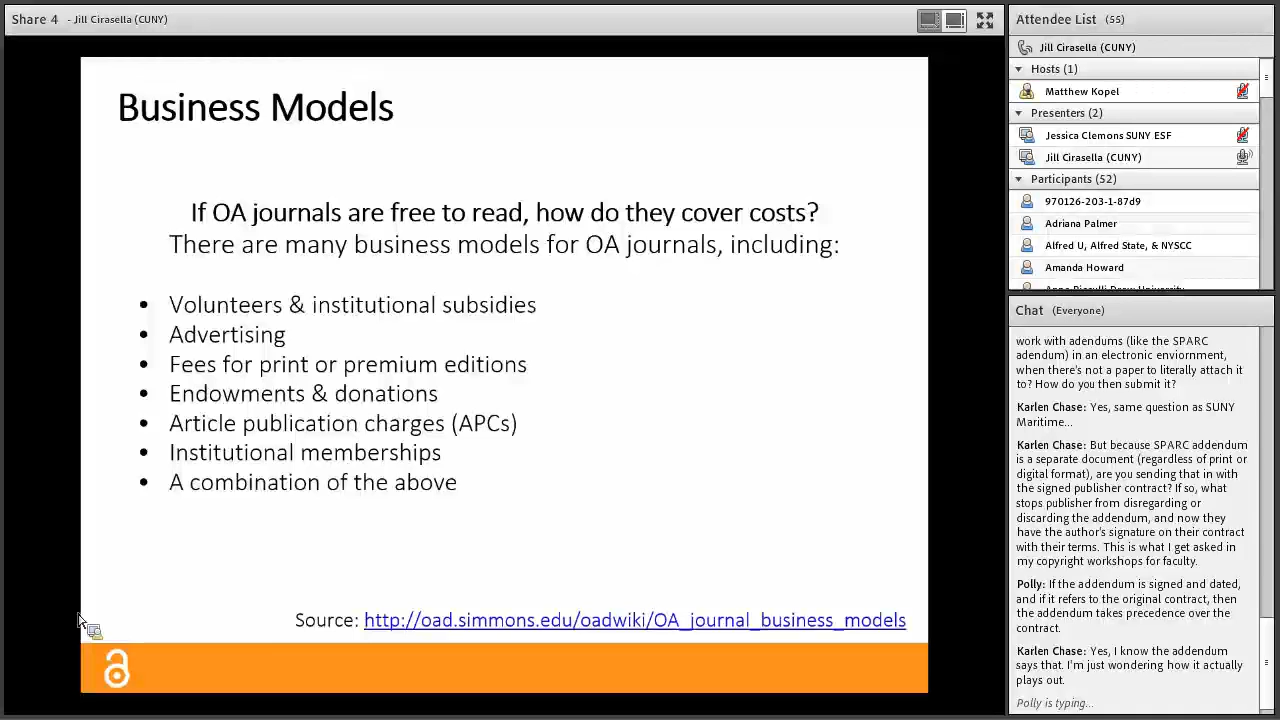 Share 4 - Jill Cirasella (CUNY)
Business Models
If OA journals are free to read, how do they cover costs?
There are many business models for OA journals, including:
• Volunteers & institutional subsidies
• Advertising
• Fees for print or premium editions
• Endowments & donations
• Article publication charges (APCs)
• Institutional memberships
• A combination of the above
Source: http://oad.simmons.edu/oadwiki/OA_journal_business_models
Attendee List (55)
Jill Cirasella (CUNY)
Hosts (1)
Matthew Kopel
Presenters (2)
Jessica Clemons SUNY ESF
Jill Cirasella (CUNY)
Participants (52)
970126-203-1-87d9
Adriana Palmer
Alfred U, Alfred State, & NYSCC
Amanda Howard
Chat (Everyone)
work with adendums (like the SPARC
adendum) in an electronic enviornment,
when there's not a paper to literally attach it
to? How do you then submit it?
Karlen Chase: Yes, same question as SUNY
Maritime...
Karlen Chase: But because SPARC addendum
is a separate document (regardless of print or
digital format), are you sending that in with
the signed publisher contract? If so, what
stops publisher from disregarding or
discarding the addendum, and now they
have the author's signature on their contract
with their terms. This is what I get asked in
my copyright workshops for faculty.
Polly: If the addendum is signed and dated,
and if it refers to the original contract, then
the addendum takes precedence over the
contract.
Karlen Chase: Yes, I know the addendum
says that. I'm just wondering how it actually
plays out.
Polly is typing...